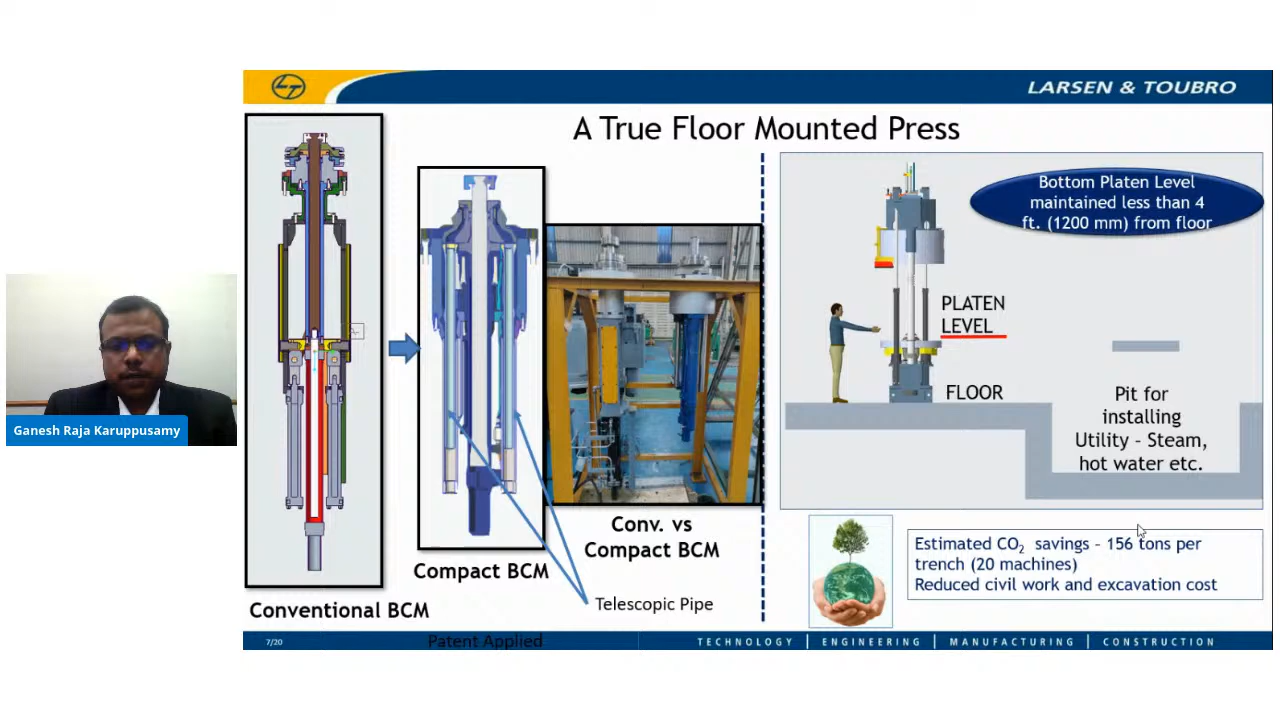 LARSEN & TOUBRO
A True Floor Mounted Press
Bottom Platen Level
maintained less than 4
ft. (1200 mm) from floor
PLATEN
LEVEL
FLOOR
Pit for
installing
Utility - Steam,
hot water etc.
Ganesh Raja Karuppusamy
Conv. vs
Compact BCM
Compact BCM
Telescopic Pipe
Conventional BCM
Estimated CO2 savings - 156 tons per
trench (20 machines)
Reduced civil work and excavation cost
7/20
Patent Applied
TECHNOLOGY | ENGINEERING | MANUFACTURING | CONSTRUCTION